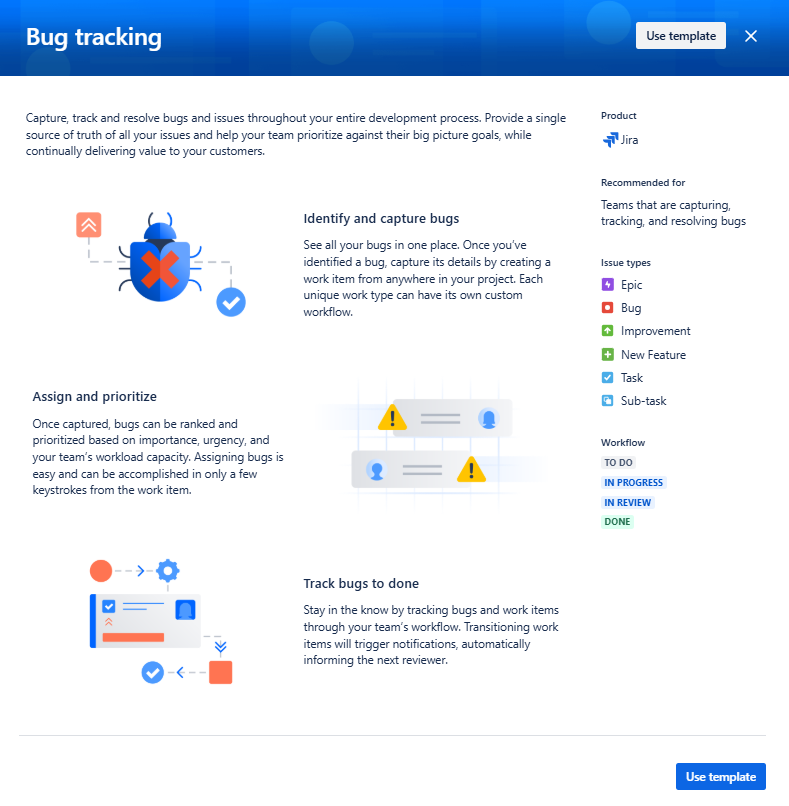 Bug tracking
Use template
Capture, track and resolve bugs and issues throughout your entire development process. Provide a single
source of truth of all your issues and help your team prioritize against their big picture goals, while
continually delivering value to your customers.
Identify and capture bugs
See all your bugs in one place. Once you’ve
identified a bug, capture its details by creating a
work item from anywhere in your project. Each
unique work type can have its own custom
workflow.
Assign and prioritize
Once captured, bugs can be ranked and
prioritized based on importance, urgency, and
your team’s workload capacity. Assigning bugs is
easy and can be accomplished in only a few
keystrokes from the work item.
Track bugs to done
Stay in the know by tracking bugs and work items
through your team’s workflow. Transitioning work
items will trigger notifications, automatically
informing the next reviewer.
Product
Jira
Recommended for
Teams that are capturing,
tracking, and resolving bugs
Issue types
Epic
Bug
Improvement
New Feature
Task
Sub-task
Workflow
TO DO
IN PROGRESS
IN REVIEW
DONE
Use template